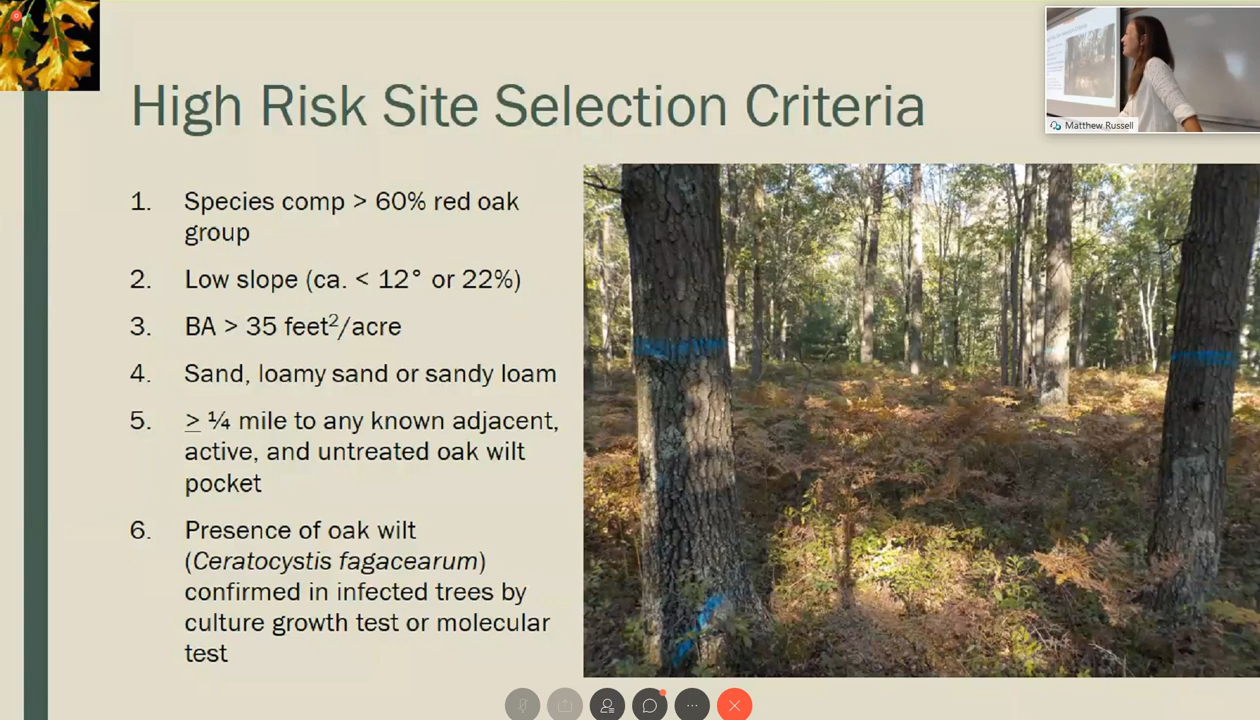 High Risk Site Selection Criteria
Matthew Russell
1. Species comp > 60% red oak
group
2. Low slope (ca. < 12° or 22%)
3. BA > 35 feet²/acre
4. Sand, loamy sand or sandy loam
5. ≥ ¼ mile to any known adjacent,
active, and untreated oak wilt
pocket
6. Presence of oak wilt
(Ceratocystis fagacearum)
confirmed in infected trees by
culture growth test or molecular
test